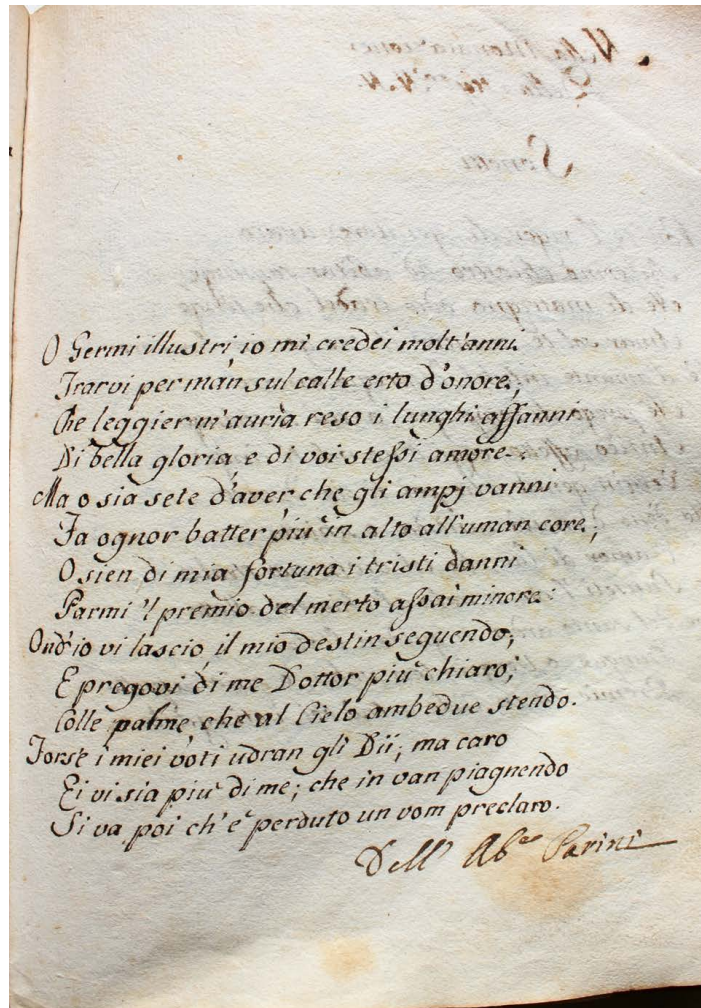 O Germi illustri, io mi credei molt'anni
Trarvi per man sul calle erto d'onore;
Che leggier m'auria reso i lunghi affanni
Di bella gloria e di voi stessi amore.
Ma o sia sete d'aver che gli ampj vanni
Fa ognor batter più in alto all'uman core;
O sien di mia fortuna i tristi danni
Parmi 'l premio del merto assai minore:
Ond'io vi lascio il mio destin seguendo;
E pregovi di me Dottor più chiaro;
Colle palme, che al Cielo ambedue stendo.
Forse i miei voti udran gli Dii; ma caro
Ei vi sia più di me; che in van piagnendo
Si va poi ch'è perduto un vom preclaro.
Dell' Ab.e Parini